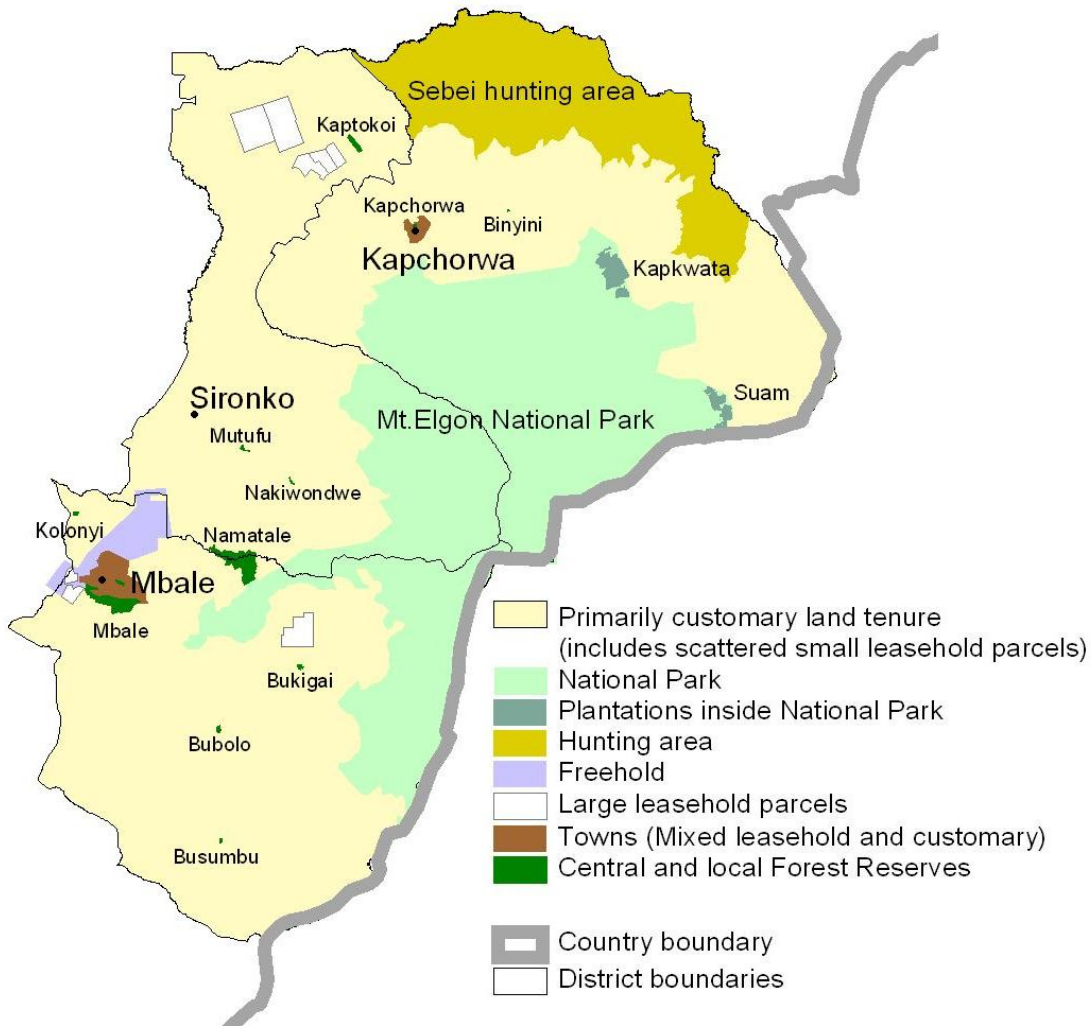 Sebei hunting area
Kaptokoi
Kapchorwa
Binyini
Kapchorwa
Kapkwata
Suam
Sironko
Mt.Elgon National Park
Mutufu
Nakiwondwe
Kolonyi
Namatale
Mbale
Mbale
Bukigai
Bubolo
Busumbu
Primarily customary land tenure
(includes scattered small leasehold parcels)
National Park
Plantations inside National Park
Hunting area
Freehold
Large leasehold parcels
Towns (Mixed leasehold and customary)
Central and local Forest Reserves
Country boundary
District boundaries